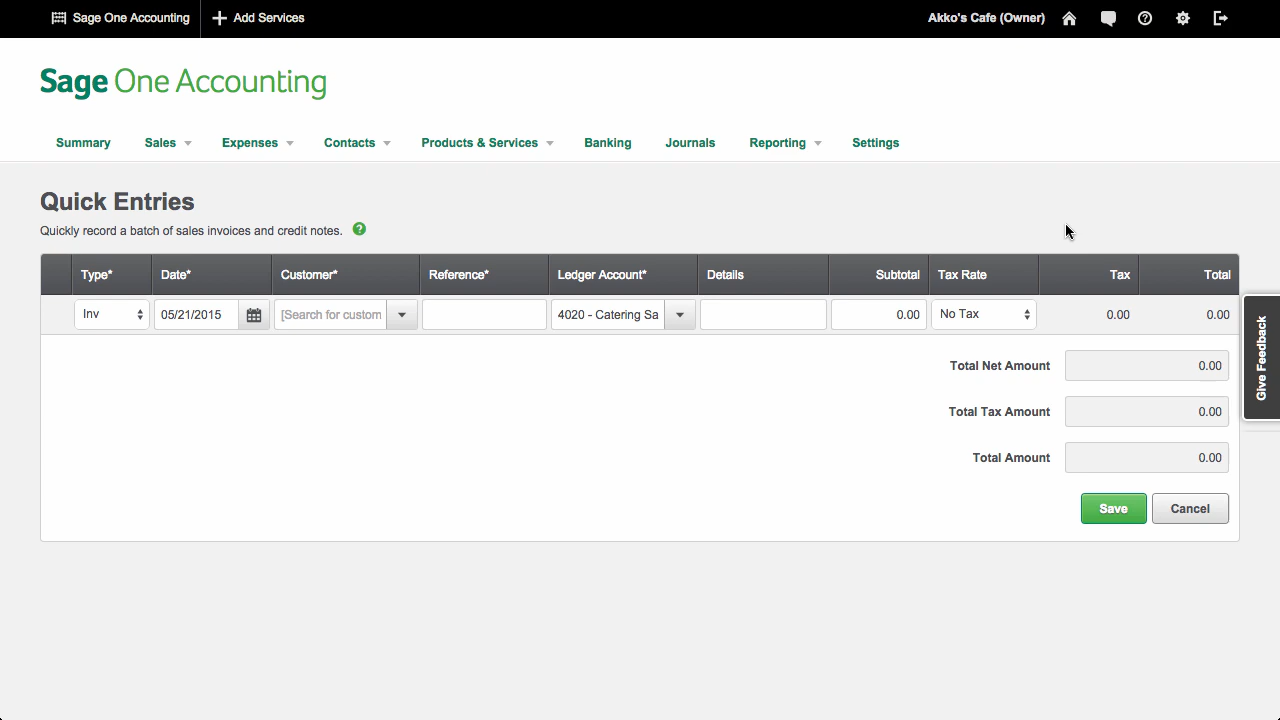 Sage One Accounting Add Services Akko's Cafe (Owner)
Sage One Accounting
Summary Sales Expenses Contacts Products & Services Banking Journals Reporting Settings
Quick Entries
Quickly record a batch of sales invoices and credit notes. ?
Type* Date* Customer* Reference* Ledger Account* Details Subtotal Tax Rate Tax Total
Inv 05/21/2015 [Search for custom 4020 - Catering Sa 0.00 No Tax 0.00 0.00
Give Feedback
Total Net Amount 0.00
Total Tax Amount 0.00
Total Amount 0.00
Save Cancel